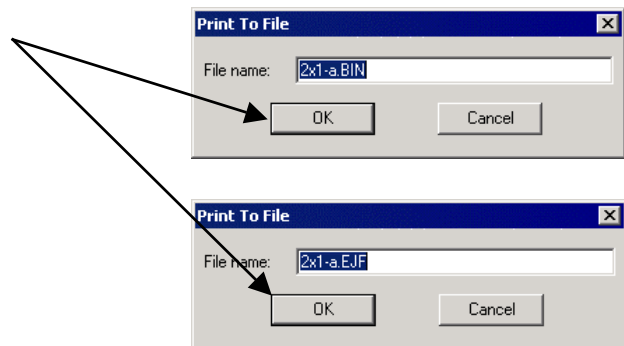 Print To File
File name: 2x1-a.BIN
OK Cancel
Print To File
File name: 2x1-a.EJF
OK Cancel